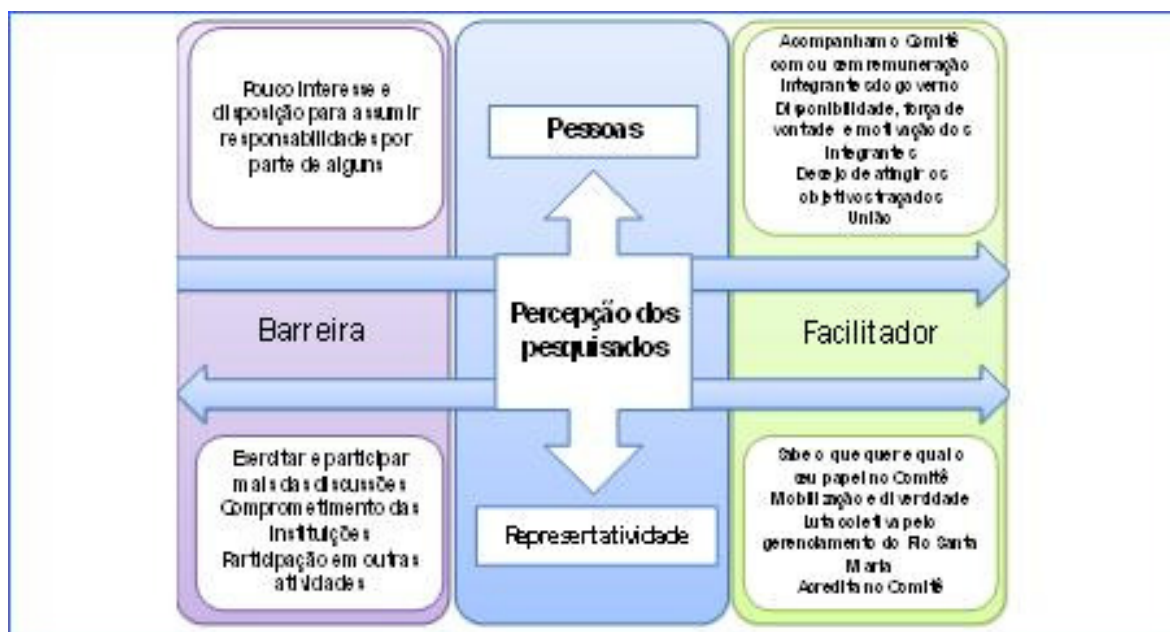 Pouco interesse e
disposição para assumir
responsabilidades por
parte de alguns
Pessoas
Acompanham o Comitê
com ou sem remuneração
Integrantes do governo
Disponibilidade, força de
vontade e motivação dos
integrantes
Desejo de atingir os
objetivos traçados
União
Barreira
Percepção dos
pesquisados
Facilitador
Exercitar e participar
mais das discussões
Comprometimento das
instituições
Participação em outras
atividades
Representatividade
Sabe o que quer e qual o
seu papel no Comitê
Mobilização e diversidade
Luta coletiva pelo
gerenciamento do Rio Santa
Maria
Acredita no Comitê